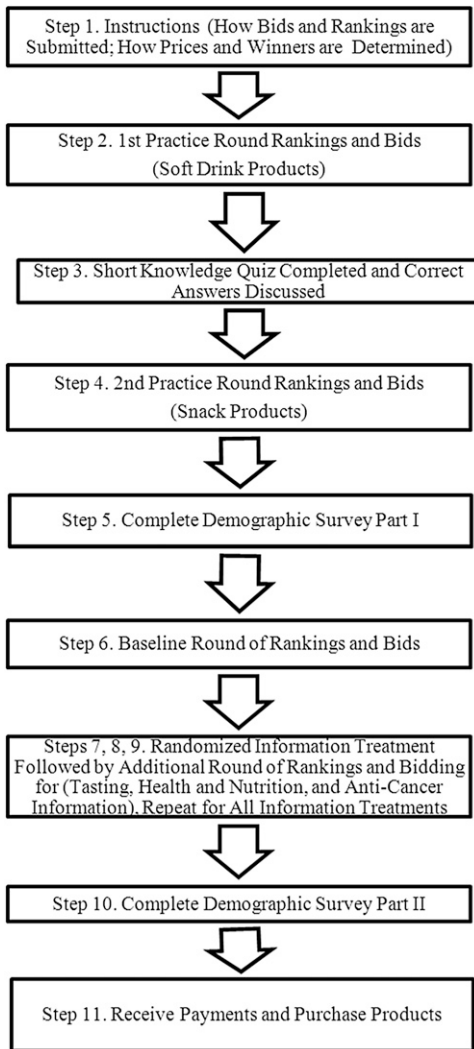 Step 1. Instructions (How Bids and Rankings are
Submitted; How Prices and Winners are Determined)
Step 2. 1st Practice Round Rankings and Bids
(Soft Drink Products)
Step 3. Short Knowledge Quiz Completed and Correct
Answers Discussed
Step 4. 2nd Practice Round Rankings and Bids
(Snack Products)
Step 5. Complete Demographic Survey Part I
Step 6. Baseline Round of Rankings and Bids
Steps 7, 8, 9. Randomized Information Treatment
Followed by Additional Round of Rankings and Bidding
for (Tasting, Health and Nutrition, and Anti-Cancer
Information), Repeat for All Information Treatments
Step 10. Complete Demographic Survey Part II
Step 11. Receive Payments and Purchase Products